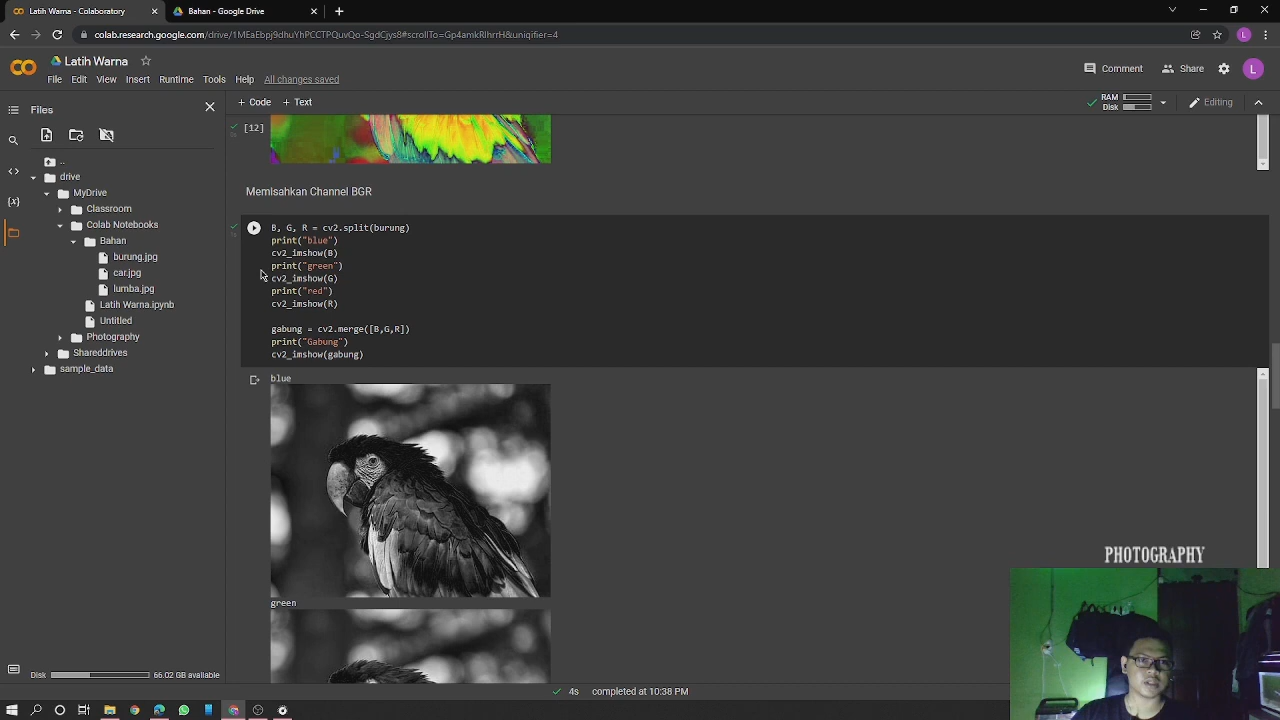 Latih Warna - Colaboratory
Bahan - Google Drive
colab.research.google.com/drive/1MEaEbpj9dhuYhPCCTPQuvQo-SgdCjys8#scrollTo=Gp4amkRlhrrH&uniqifier=4
L
Latih Warna
File Edit View Insert Runtime Tools Help All changes saved
Comment Share L
Files
+ Code + Text
RAM
Disk
Editing
[12]
..
drive
MyDrive
Classroom
Colab Notebooks
Bahan
burung.jpg
car.jpg
lumba.jpg
Latih Warna.ipynb
Untitled
Photography
Shareddrives
sample_data
Memisahkan Channel BGR
B, G, R = cv2.split(burung)
print("blue")
cv2_imshow(B)
print("green")
cv2_imshow(G)
print("red")
cv2_imshow(R)
gabung = cv2.merge([B,G,R])
print("Gabung")
cv2_imshow(gabung)
blue
green
PHOTOGRAPHY
Disk 66.02 GB available
4s completed at 10:38 PM